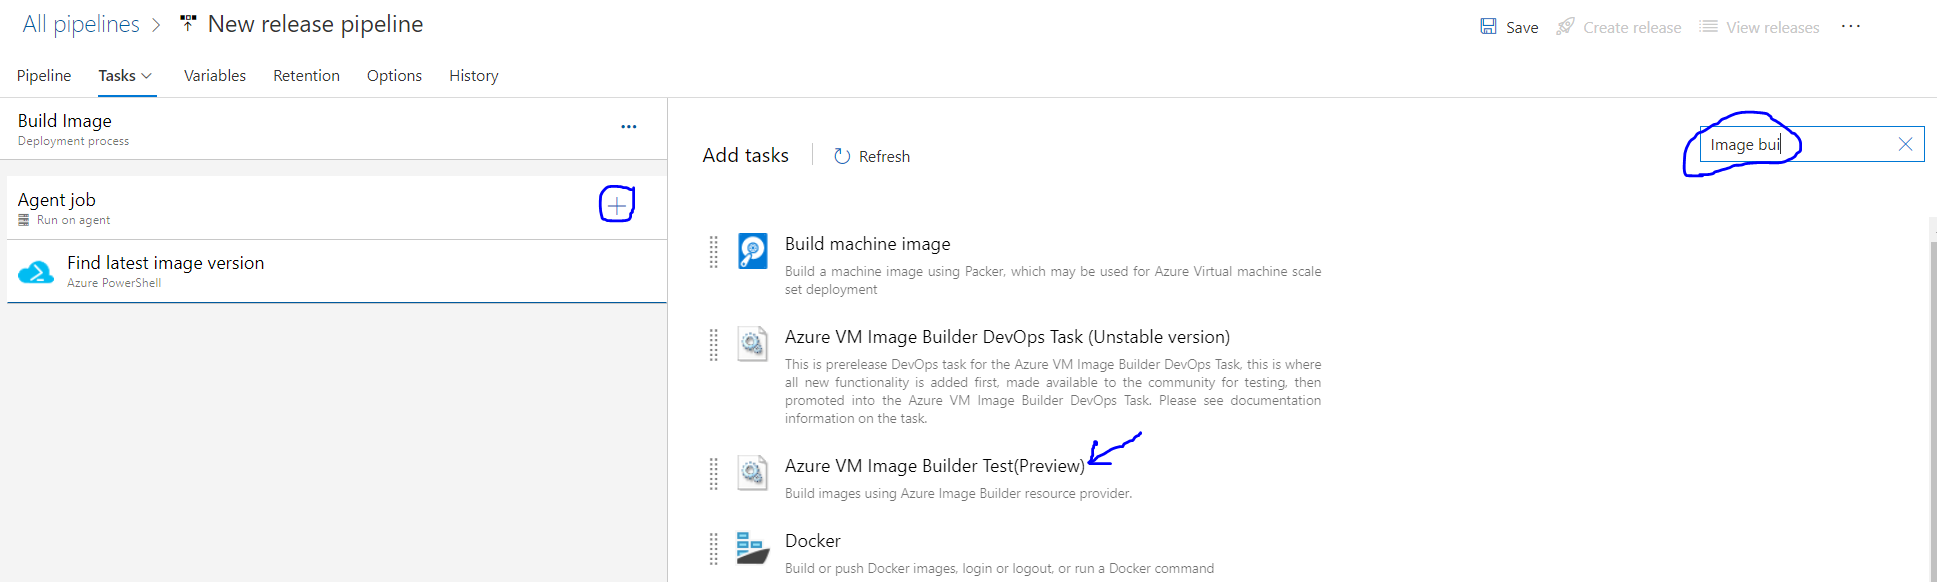 All pipelines > New release pipeline
Save Create release View releases ...
Pipeline Tasks Variables Retention Options History
Build Image
Deployment process
...
Agent job
Run on agent
Find latest image version
Azure PowerShell
Add tasks Refresh
Image bui
Build machine image
Build a machine image using Packer, which may be used for Azure Virtual machine scale
set deployment
Azure VM Image Builder DevOps Task (Unstable version)
This is prerelease DevOps task for the Azure VM Image Builder DevOps Task, this is where
all new functionality is added first, made available to the community for testing, then
promoted into the Azure VM Image Builder DevOps Task. Please see documentation
information on the task.
Azure VM Image Builder Test(Preview)
Build images using Azure Image Builder resource provider.
Docker
Build or push Docker images, login or logout, or run a Docker command